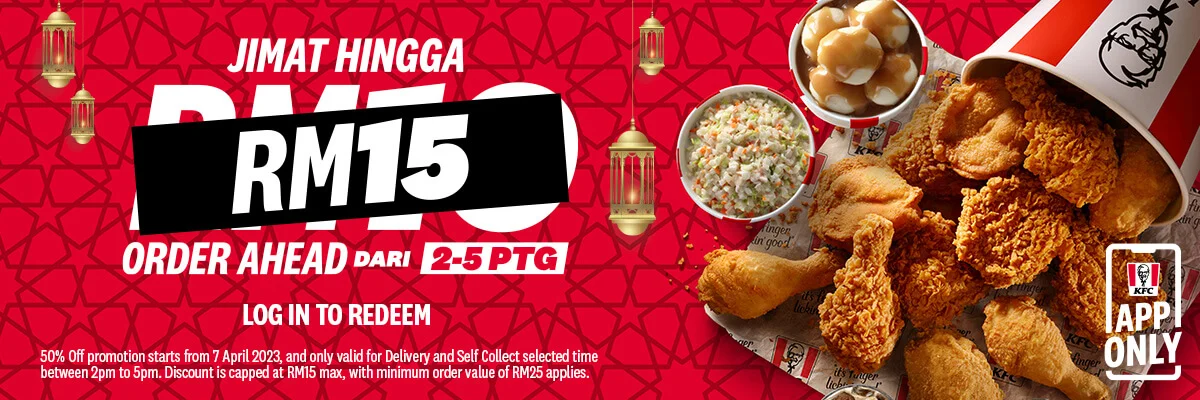 JIMAT HINGGA
RM15
ORDER AHEAD DARI 2-5 PTG
LOG IN TO REDEEM
50% Off promotion starts from 7 April 2023, and only valid for Delivery and Self Collect selected time
between 2pm to 5pm. Discount is capped at RM15 max, with minimum order value of RM25 applies.
KFC
APP
ONLY